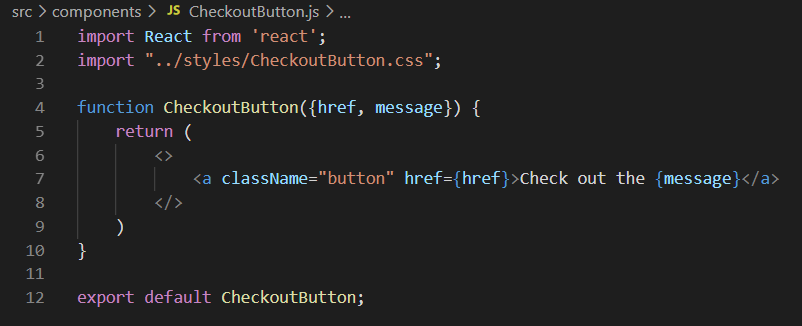 src > components > JS CheckoutButton.js > ...
1 import React from 'react';
2 import "../styles/CheckoutButton.css";
3
4 function CheckoutButton({href, message}) {
5     return (
6         <>
7             <a className="button" href={href}>Check out the {message}</a>
8         </>
9     )
10 }
11
12 export default CheckoutButton;